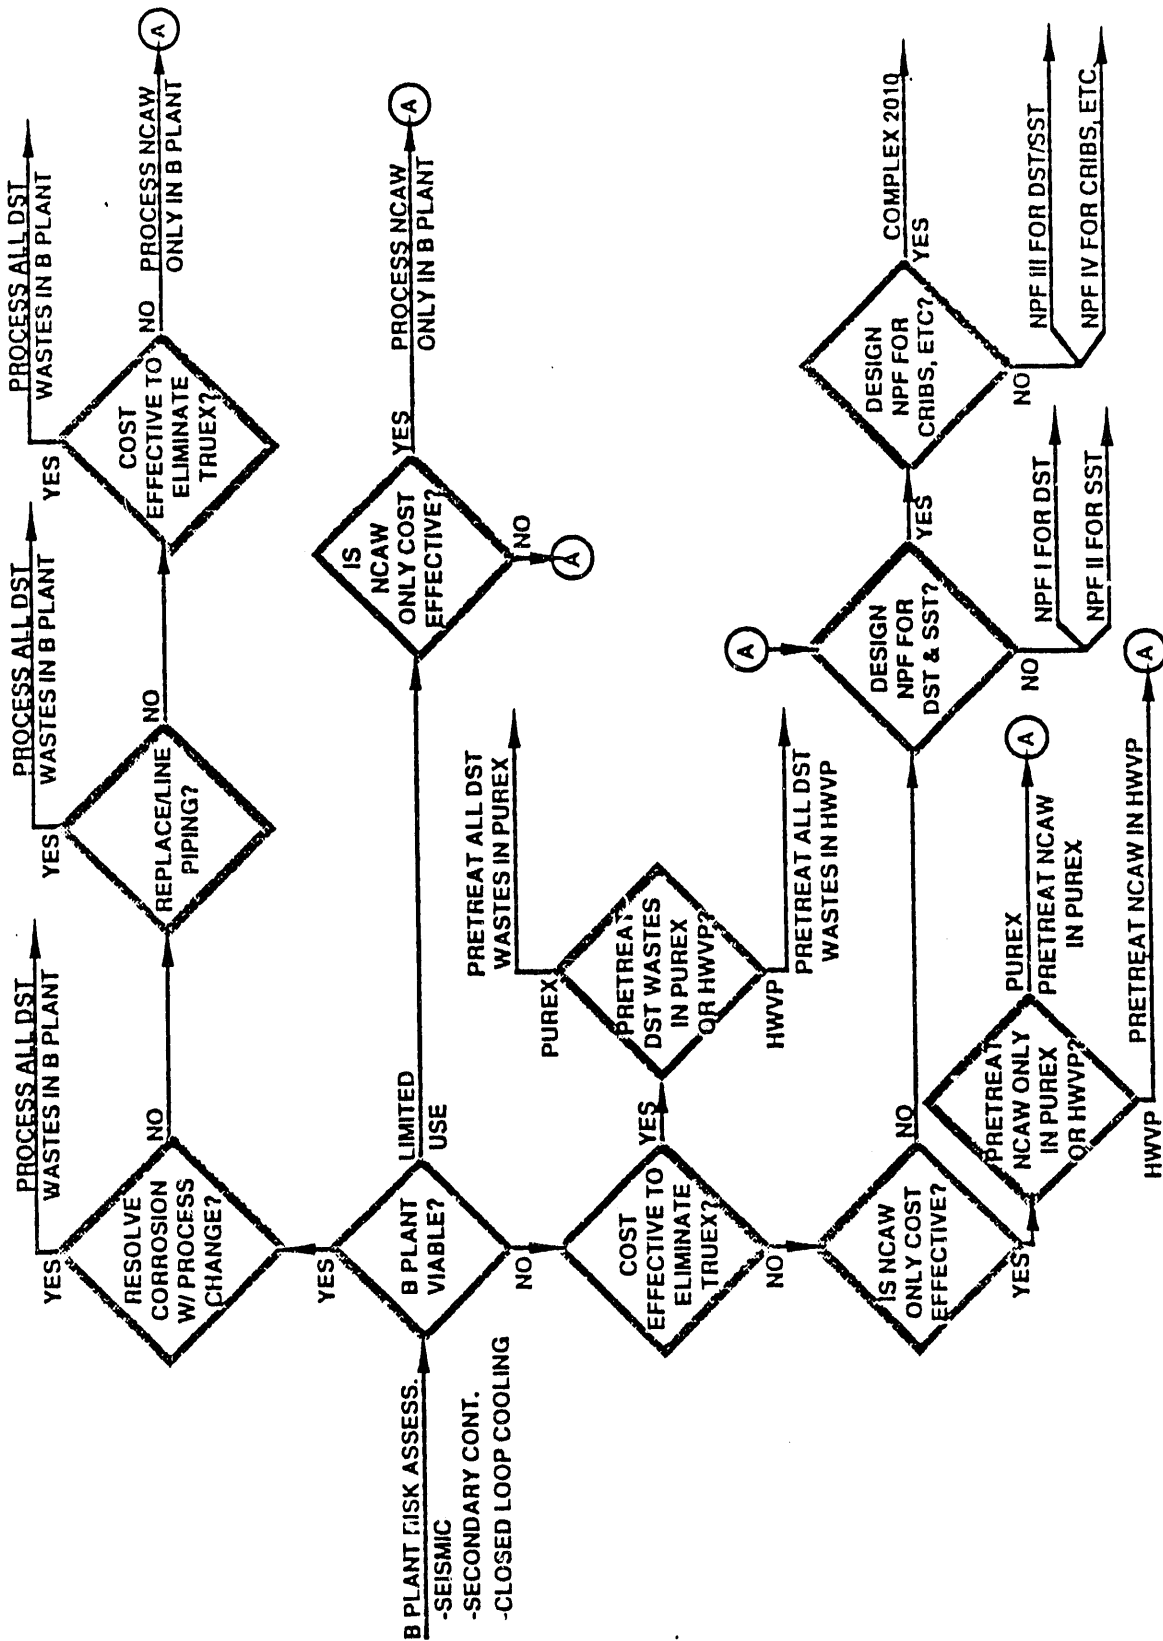 PROCESS ALL DST
WASTES IN B PLANT
YES
RESOLVE
CORROSION
W/ PROCESS
CHANGE?
NO
PROCESS ALL DST
WASTES IN B PLANT
YES
REPLACE/LINE
PIPING?
NO
PROCESS ALL DST
WASTES IN B PLANT
YES
COST
EFFECTIVE TO
ELIMINATE
TRUEX?
NO
PROCESS NCAW
ONLY IN B PLANT
A
YES
B PLANT RISK ASSESS.
-SEISMIC
-SECONDARY CONT.
-CLOSED LOOP COOLING
B PLANT
VIABLE?
LIMITED
USE
NO
IS
NCAW
ONLY COST
EFFECTIVE?
YES
PROCESS NCAW
ONLY IN B PLANT
A
NO
A
COST
EFFECTIVE TO
ELIMINATE
TRUEX?
YES
NO
PUREX
PRETREAT ALL DST
WASTES IN PUREX
PRETREAT
DST WASTES
IN PUREX
OR HWVP?
HWVP
PRETREAT ALL DST
WASTES IN HWVP
IS NCAW
ONLY COST
EFFECTIVE?
NO
YES
A
DESIGN
NPF FOR
DST & SST?
YES
NO
NPF I FOR DST
NPF II FOR SST
DESIGN
NPF FOR
CRIBS, ETC?
YES
COMPLEX 2010
NO
NPF III FOR DST/SST
NPF IV FOR CRIBS, ETC.
PRETREAT
NCAW ONLY
IN PUREX
OR HWVP?
PUREX
PRETREAT NCAW
IN PUREX
A
HWVP
PRETREAT NCAW IN HWVP
A